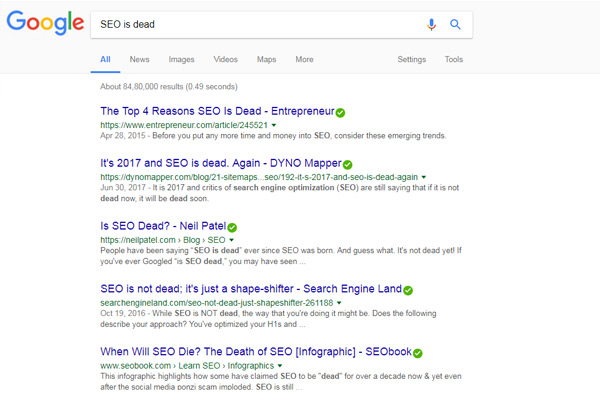 Google
SEO is dead
All News Images Videos Maps More Settings Tools
About 84,80,000 results (0.49 seconds)
The Top 4 Reasons SEO Is Dead - Entrepreneur
https://www.entrepreneur.com/article/245521
Apr 28, 2015 - Before you put any more time and money into SEO, consider these emerging trends.
It's 2017 and SEO is dead. Again - DYNO Mapper
https://dynomapper.com/blog/21-sitemaps...seo/192-it-s-2017-and-seo-is-dead-again
Jun 30, 2017 - It is 2017 and critics of search engine optimization (SEO) are still saying that if it is not
dead now, it will be dead soon.
Is SEO Dead? - Neil Patel
https://neilpatel.com › Blog › SEO
People have been saying "SEO is dead" ever since SEO was born. And guess what. It's not dead yet! If
you've ever Googled "is SEO dead," you may have seen ...
SEO is not dead; it's just a shape-shifter - Search Engine Land
searchengineland.com/seo-not-dead-just-shapeshifter-261188
Oct 19, 2016 - While SEO is NOT dead, the way that you're doing it might be. Does the following
describe your approach? You've optimized your H1s and ...
When Will SEO Die? The Death of SEO [Infographic] - SEObook
www.seobook.com › Learn SEO › Infographics
This infographic highlights how some have claimed SEO to be "dead" for over a decade now & yet even
after the social media ponzi scam imploded. SEO is still ...